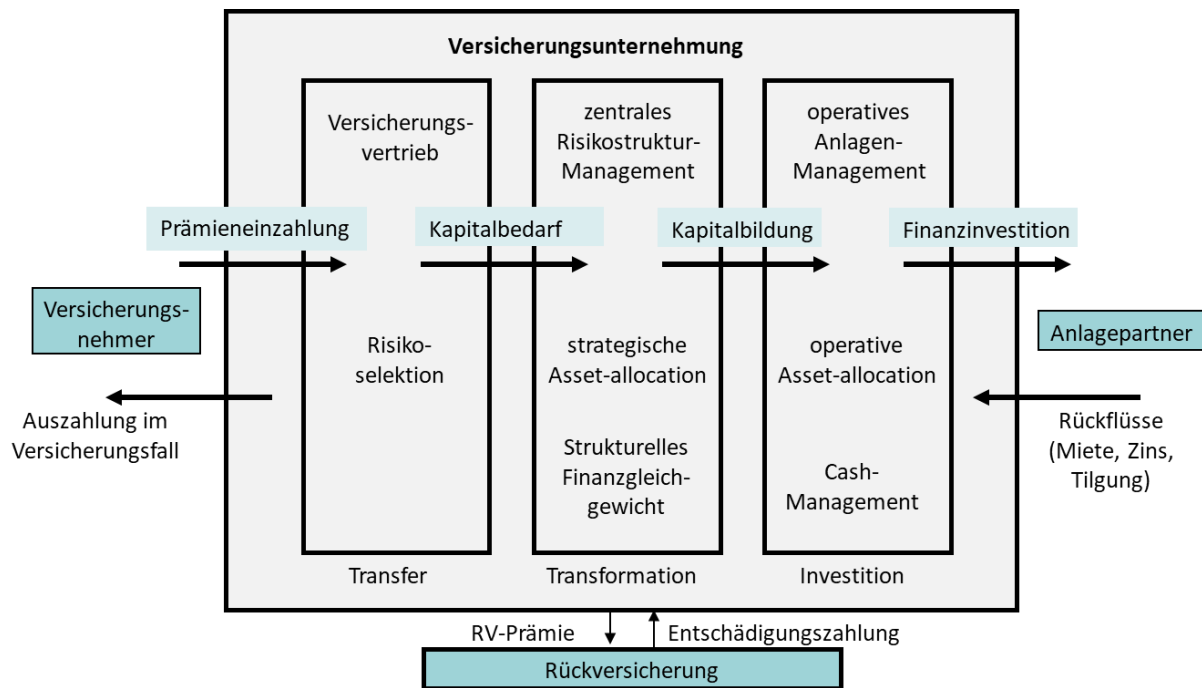 Versicherungsunternehmung
Versicherungs-
vertrieb
zentrales
Risikostruktur-
Management
operatives
Anlagen-
Management
Prämieneinzahlung
Kapitalbedarf
Kapitalbildung
Finanzinvestition
Versicherungs-
nehmer
Risiko-
selektion
strategische
Asset-allocation
operative
Asset-allocation
Anlagepartner
Auszahlung im
Versicherungsfall
Strukturelles
Finanzgleich-
gewicht
Cash-
Management
Rückflüsse
(Miete, Zins,
Tilgung)
Transfer
Transformation
Investition
RV-Prämie
Entschädigungszahlung
Rückversicherung